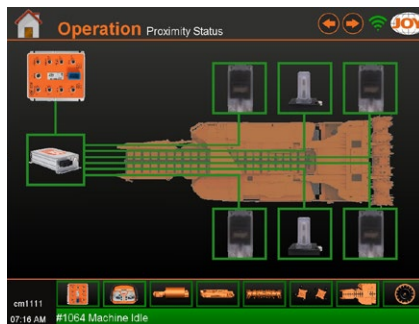 Operation Proximity Status
JOY
cm1111
07:16 AM #1064 Machine Idle